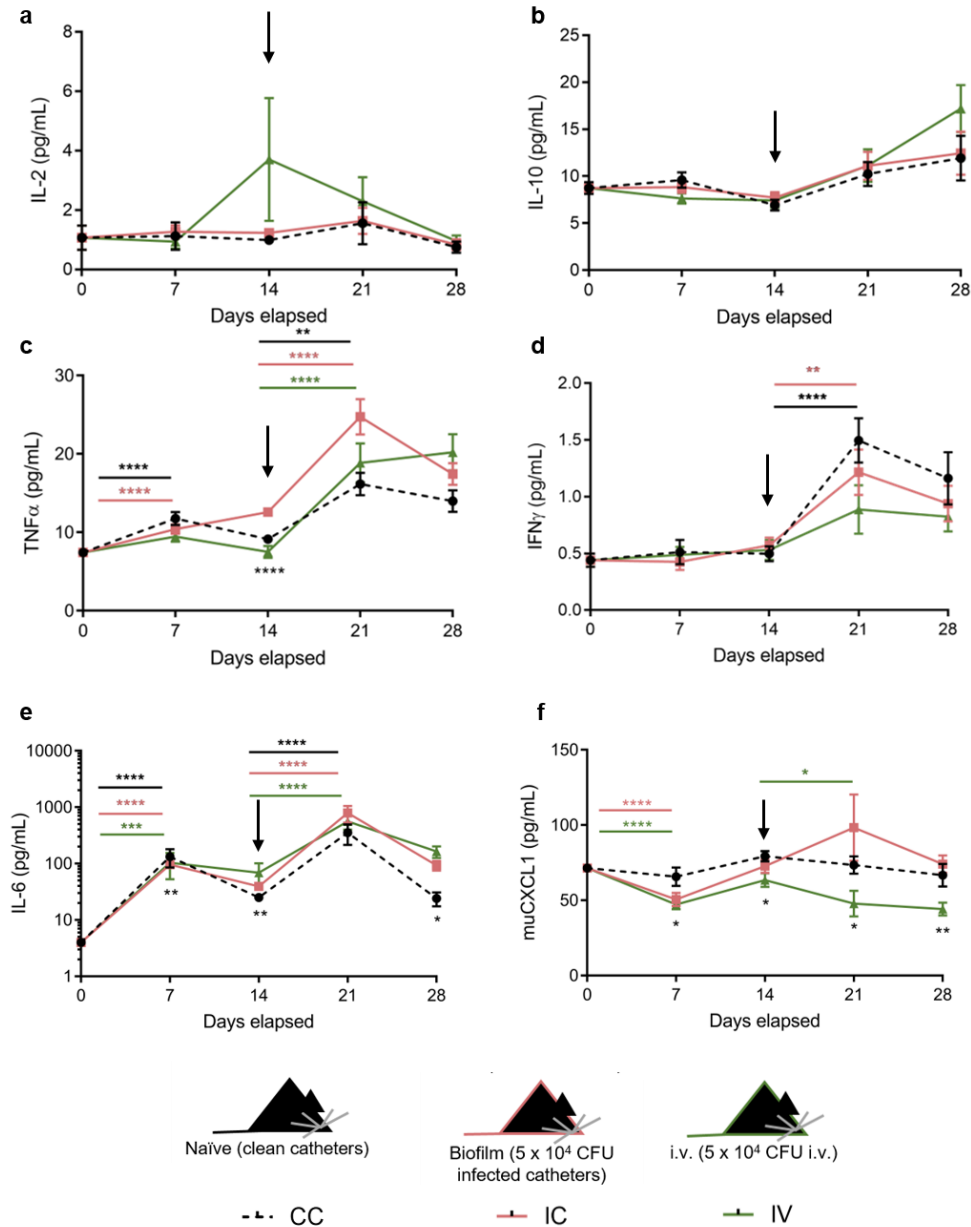 a
8
6
4
2
0
IL-2 (pg/mL)
0 7 14 21 28
Days elapsed
b
25
20
15
10
5
0
IL-10 (pg/mL)
0 7 14 21 28
Days elapsed
c
**
****
****
30
20
10
0
TNFα (pg/mL)
****
****
****
0 7 14 21 28
Days elapsed
d
**
****
2.0
1.5
1.0
0.5
0.0
IFNγ (pg/mL)
0 7 14 21 28
Days elapsed
e
10000
1000
100
10
1
IL-6 (pg/mL)
****
****
***
****
****
****
**
**
*
0 7 14 21 28
Days elapsed
f
150
100
50
0
muCXCL1 (pg/mL)
****
****
*
*
*
*
**
0 7 14 21 28
Days elapsed
Naïve (clean catheters)
Biofilm (5 x 10⁴ CFU
infected catheters)
i.v. (5 x 10⁴ CFU i.v.)
CC IC IV